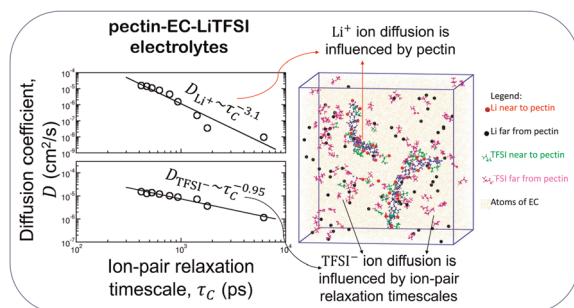 pectin-EC-LiTFSI
electrolytes
Li⁺ ion diffusion is
influenced by pectin
Diffusion coefficient,
D (cm²/s)
10⁻⁴
10⁻⁵
10⁻⁶
10⁻⁷
10⁻⁸
10⁻⁹
D_Li⁺ ~ τ_C^−3.1
10⁻⁴
10⁻⁵
10⁻⁶
10⁻⁷
D_TFSI⁻ ~ τ_C^−0.95
10²
10³
10⁴
Ion-pair relaxation
timescale, τ_C (ps)
Legend:
Li near to pectin
Li far from pectin
TFSI near to pectin
TFSI far from pectin
Atoms of EC
TFSI⁻ ion diffusion is
influenced by ion-pair
relaxation timescales